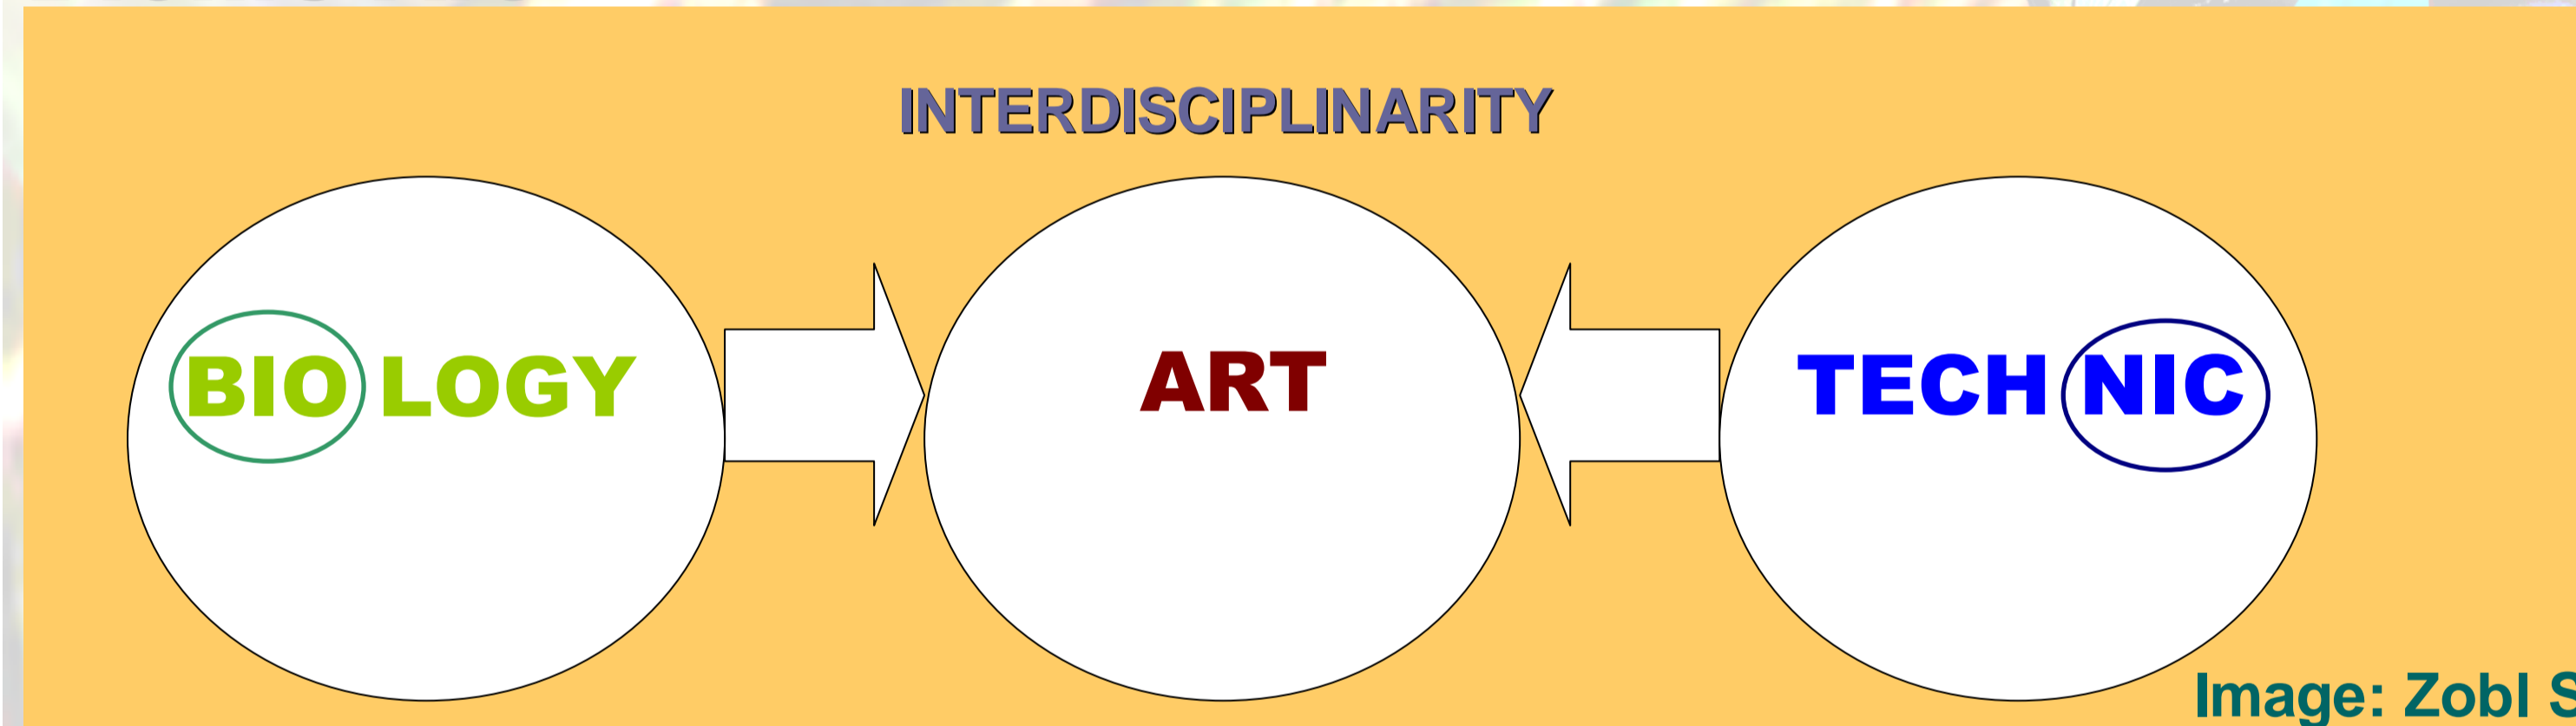 INTERDISCIPLINARITY
BIO LOGY
ART
TECH NIC
Image: Zobl S